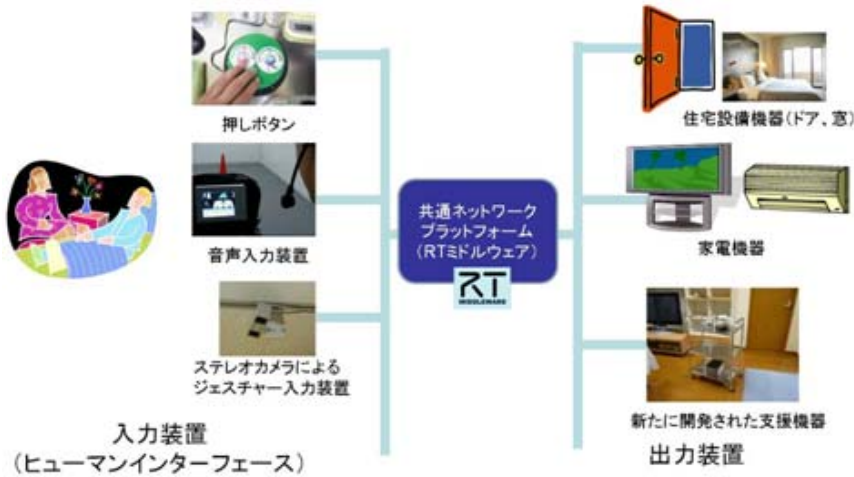 押しボタン
音声入力装置
ステレオカメラによる
ジェスチャー入力装置
入力装置
(ヒューマンインターフェース)
共通ネットワーク
プラットフォーム
(RTミドルウェア)
RT
MIDDLEWARE
住宅設備機器(ドア、窓)
家電機器
新たに開発された支援機器
出力装置